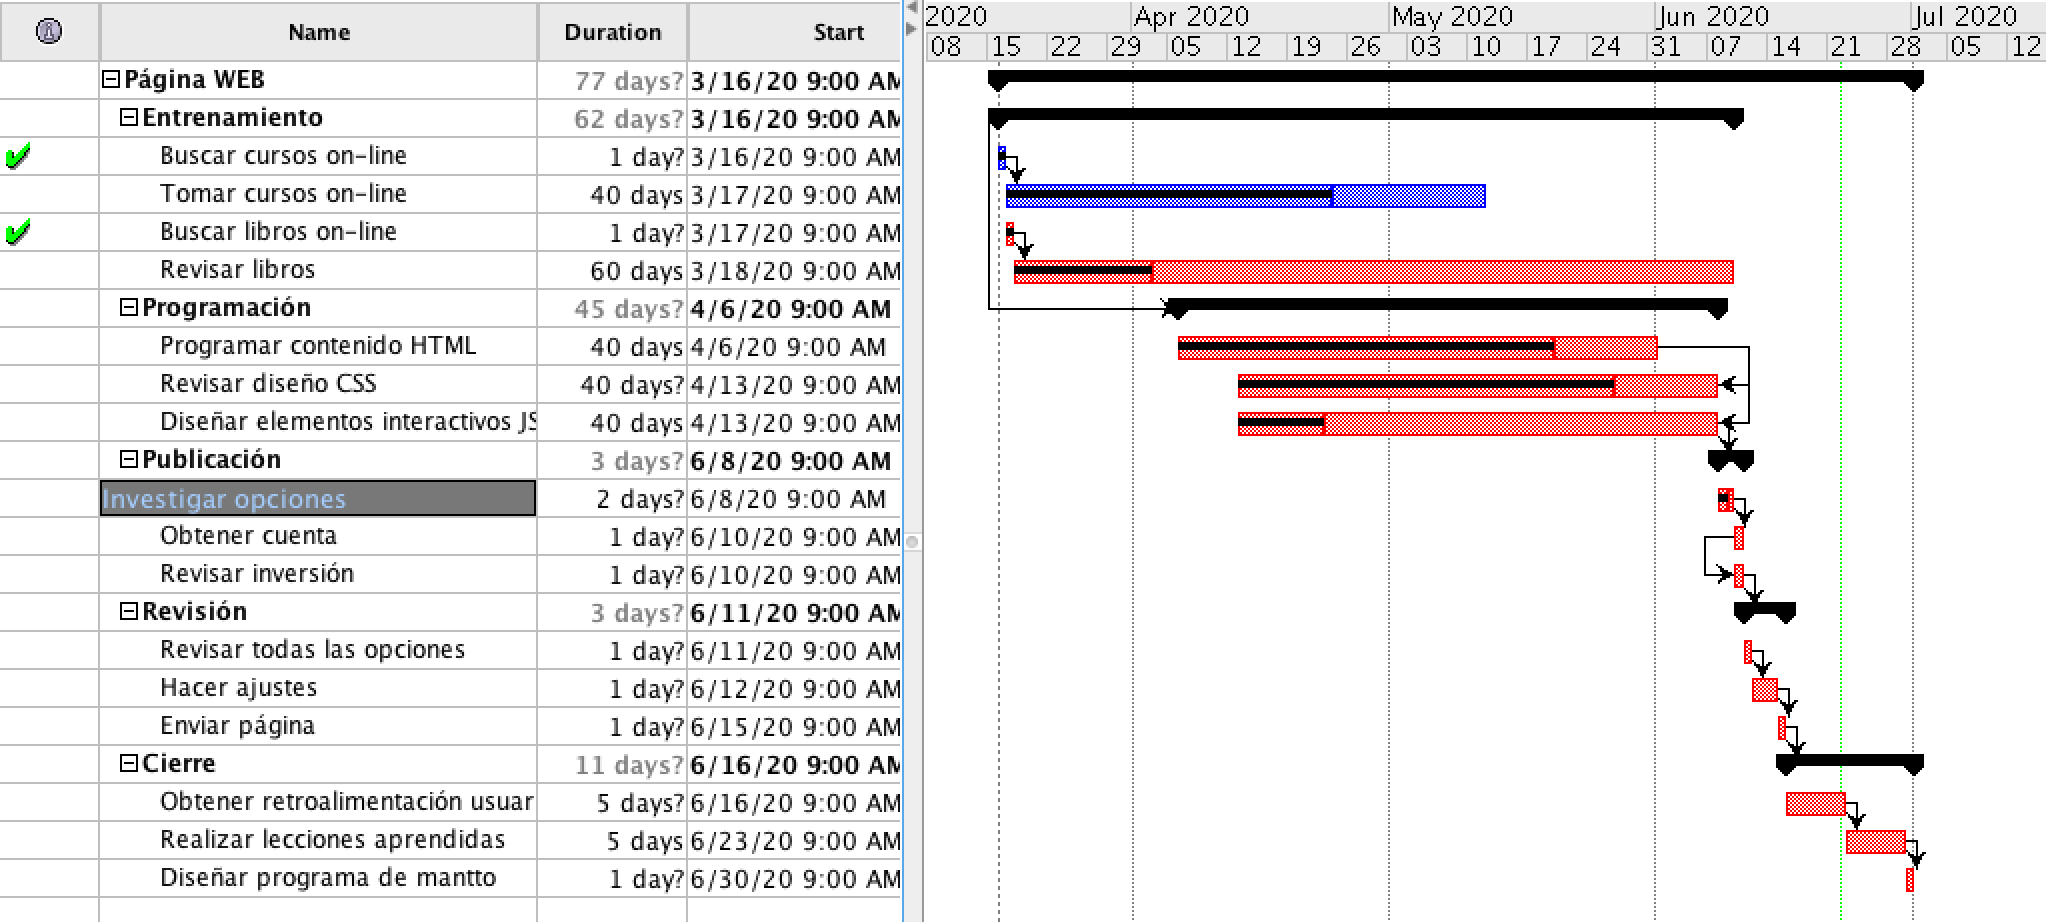 Name Duration Start
2020 Apr 2020 May 2020 Jun 2020 Jul 2020
08 15 22 29 05 12 19 26 03 10 17 24 31 07 14 21 28 05 12
Página WEB 77 days? 3/16/20 9:00 AM
Entrenamiento 62 days? 3/16/20 9:00 AM
Buscar cursos on-line 1 day? 3/16/20 9:00 AM
Tomar cursos on-line 40 days 3/17/20 9:00 AM
Buscar libros on-line 1 day? 3/17/20 9:00 AM
Revisar libros 60 days 3/18/20 9:00 AM
Programación 45 days? 4/6/20 9:00 AM
Programar contenido HTML 40 days 4/6/20 9:00 AM
Revisar diseño CSS 40 days? 4/13/20 9:00 AM
Diseñar elementos interactivos JS 40 days 4/13/20 9:00 AM
Publicación 3 days? 6/8/20 9:00 AM
Investigar opciones 2 days? 6/8/20 9:00 AM
Obtener cuenta 1 day? 6/10/20 9:00 AM
Revisar inversión 1 day? 6/10/20 9:00 AM
Revisión 3 days? 6/11/20 9:00 AM
Revisar todas las opciones 1 day? 6/11/20 9:00 AM
Hacer ajustes 1 day? 6/12/20 9:00 AM
Enviar página 1 day? 6/15/20 9:00 AM
Cierre 11 days? 6/16/20 9:00 AM
Obtener retroalimentación usuar 5 days? 6/16/20 9:00 AM
Realizar lecciones aprendidas 5 days 6/23/20 9:00 AM
Diseñar programa de mantto 1 day? 6/30/20 9:00 AM